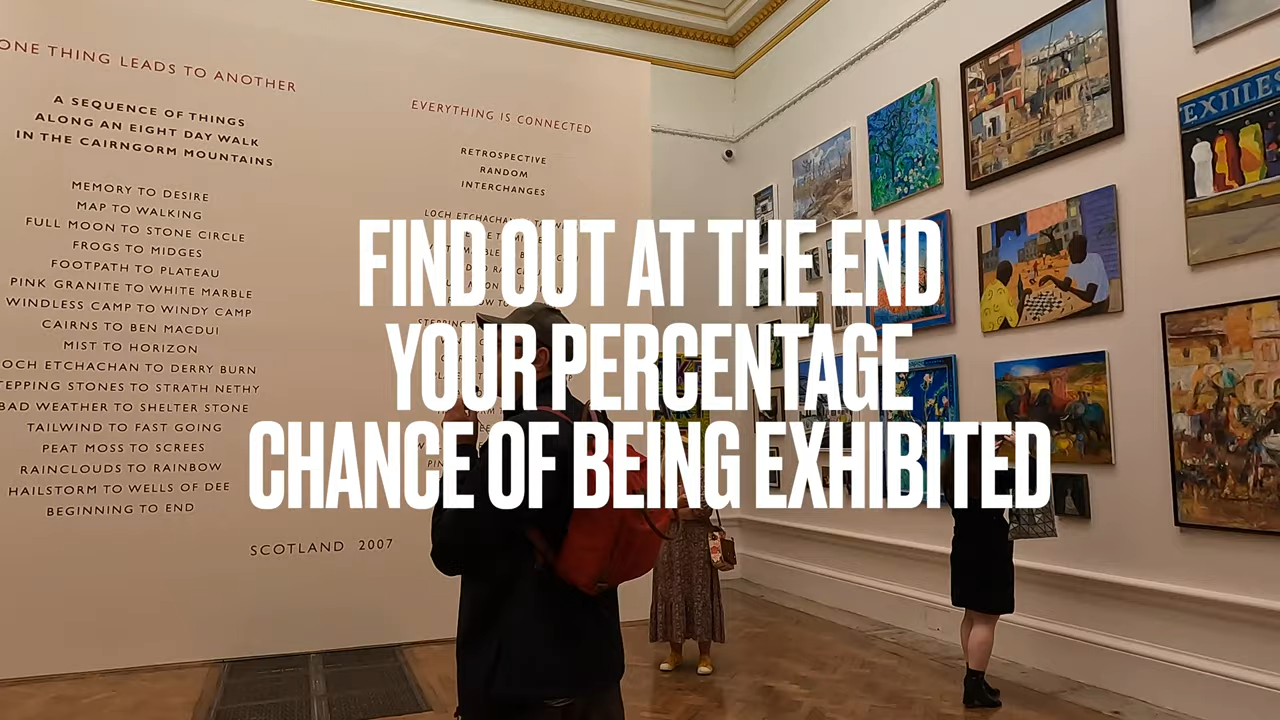 ONE THING LEADS TO ANOTHER
A SEQUENCE OF THINGS
ALONG AN EIGHT DAY WALK
IN THE CAIRNGORM MOUNTAINS
MEMORY TO DESIRE
MAP TO WALKING
FULL MOON TO STONE CIRCLE
FROGS TO MIDGES
FOOTPATH TO PLATEAU
PINK GRANITE TO WHITE MARBLE
WINDLESS CAMP TO WINDY CAMP
CAIRNS TO BEN MACDUI
MIST TO HORIZON
OCH ETCHACHAN TO DERRY BURN
TEPPING STONES TO STRATH NETHY
BAD WEATHER TO SHELTER STONE
TAILWIND TO FAST GOING
PEAT MOSS TO SCREES
RAINCLOUDS TO RAINBOW
HAILSTORM TO WELLS OF DEE
BEGINNING TO END
SCOTLAND 2007
EVERYTHING IS CONNECTED
RETROSPECTIVE
RANDOM
INTERCHANGES
LOCH ETCHACHAN
FIND OUT AT THE END
YOUR PERCENTAGE
CHANCE OF BEING EXHIBITED